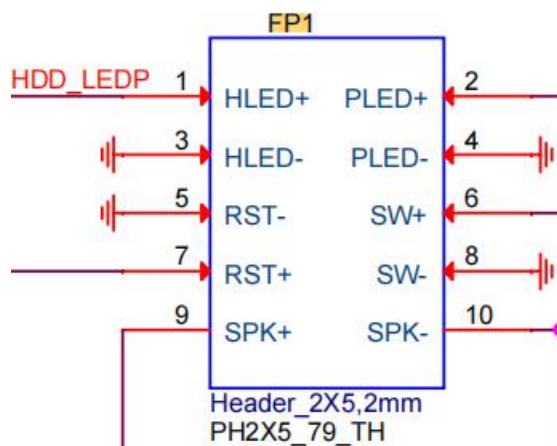 FP1
HDD_LEDP 1 HLED+ PLED+ 2
3 HLED- PLED- 4
5 RST- SW+ 6
7 RST+ SW- 8
9 SPK+ SPK- 10
Header_2X5,2mm
PH2X5_79_TH